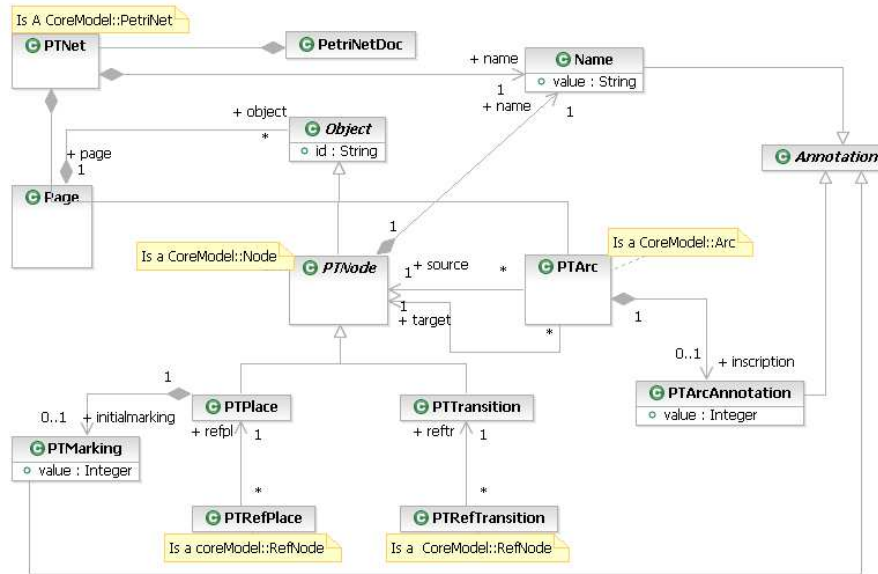 Is A CoreModel::PetriNet
PTNet
PetriNetDoc
+ name
1
Name
value : String
+ name
1
+ object
*
Object
id : String
+ page
1
Page
Annotation
1
Is a CoreModel::Node
PTNode
Is a CoreModel::Arc
PTArc
1
+ source
*
1
+ target
*
1
0..1
+ inscription
PTArcAnnotation
value : Integer
1
0..1
+ initialmarking
PTPlace
+ refpl
1
PTTransition
+ reftr
1
PTMarking
value : Integer
*
*
PTRefPlace
PTRefTransition
Is a coreModel::RefNode
Is a CoreModel::RefNode